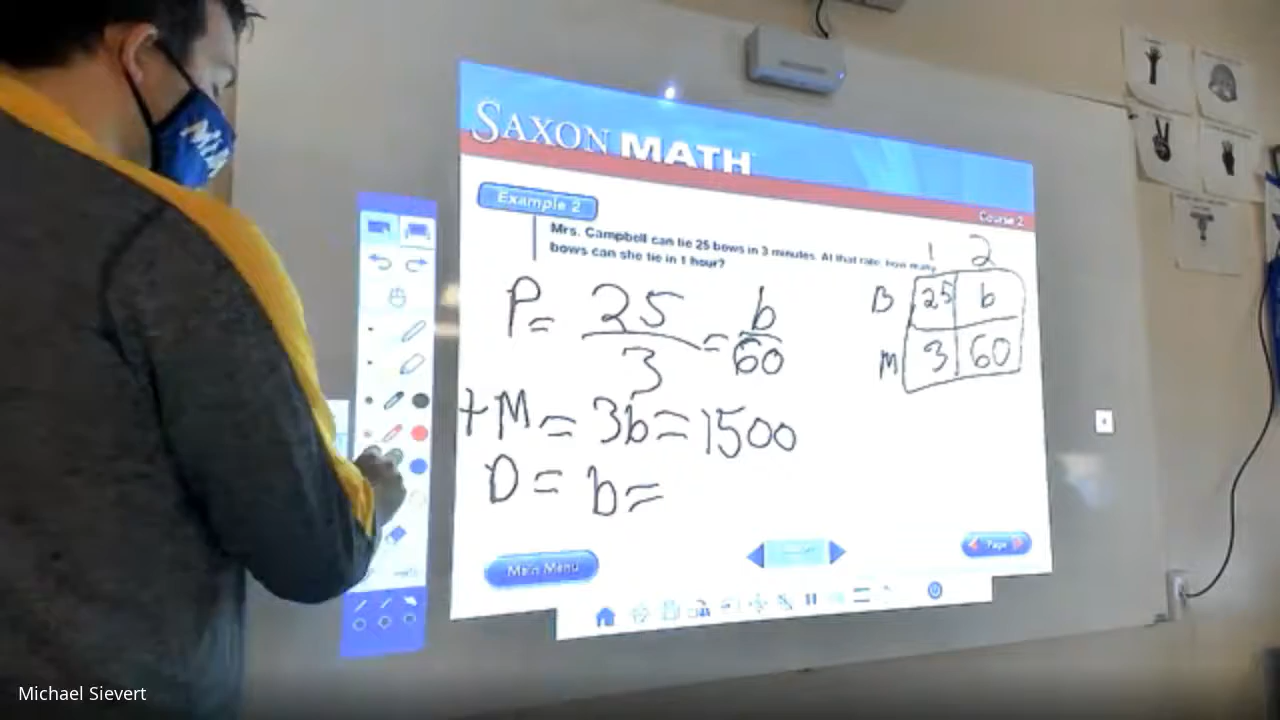 SAXON MATH
Course 2
Example 2
Mrs. Campbell can tie 25 bows in 3 minutes. At that rate, how many
bows can she tie in 1 hour?
1 2
B 25 b
M 3 60
P = 25/3 = b/60
+M = 3b = 1500
D = b =
Main Menu
Page
Michael Sievert